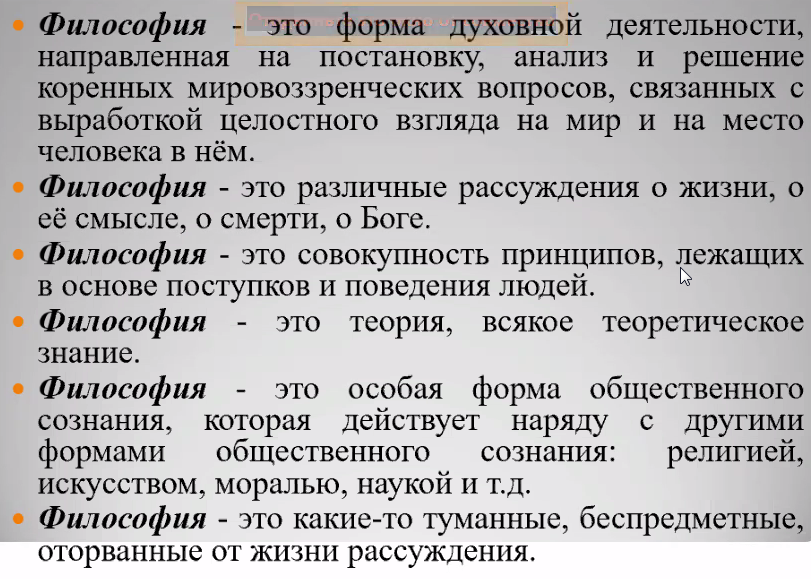 • Философия - это форма духовной деятельности,
направленная на постановку, анализ и решение
коренных мировоззренческих вопросов, связанных с
выработкой целостного взгляда на мир и на место
человека в нём.
• Философия - это различные рассуждения о жизни, о
её смысле, о смерти, о Боге.
• Философия - это совокупность принципов, лежащих
в основе поступков и поведения людей.
• Философия - это теория, всякое теоретическое
знание.
• Философия - это особая форма общественного
сознания, которая действует наряду с другими
формами общественного сознания: религией,
искусством, моралью, наукой и т.д.
• Философия - это какие-то туманные, беспредметные,
оторванные от жизни рассуждения.